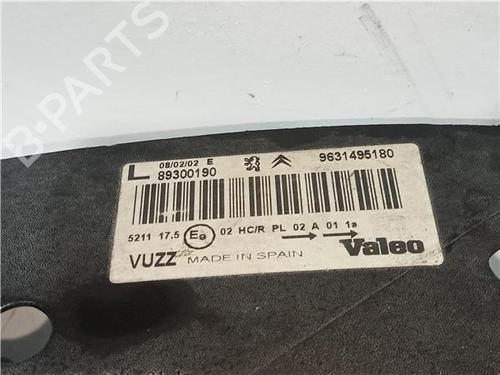 B-PARTS
08/02/02 E
L 89300190 9631495180
5211 17.5 E9 02 HC/R PL 02 A 01 1a
VUZZ MADE IN SPAIN Valeo